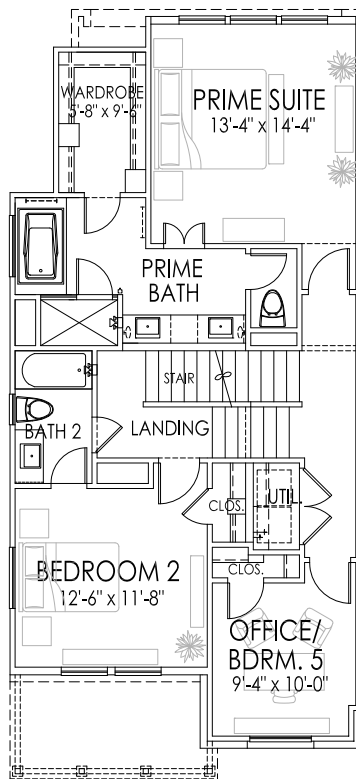 WARDROBE
5'-8" x 9'-6"
PRIME SUITE
13'-4" x 14'-4"
PRIME
BATH
STAIR
BATH 2
LANDING
CLOS.
UTIL.
BEDROOM 2
12'-6" x 11'-8"
CLOS.
OFFICE/
BDRM. 5
9'-4" x 10'-0"